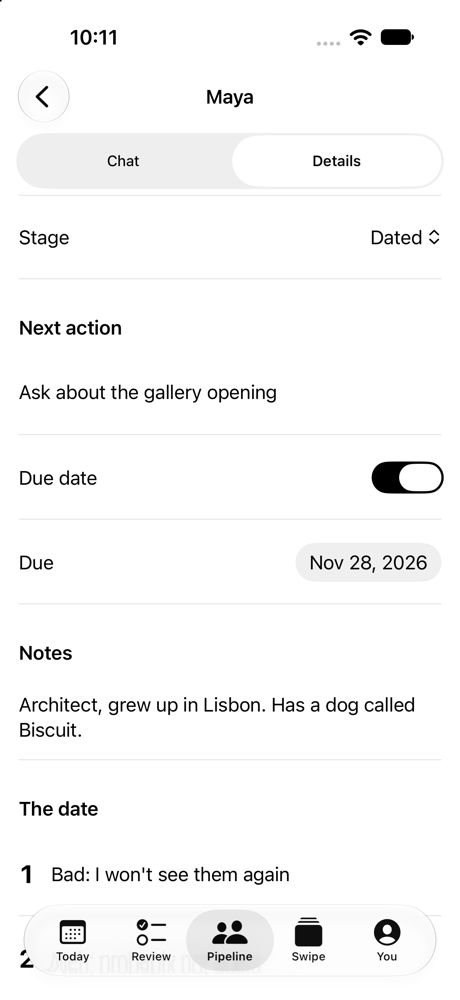 10:11
Maya
Chat
Details
Stage
Dated
Next action
Ask about the gallery opening
Due date
Due
Nov 28, 2026
Notes
Architect, grew up in Lisbon. Has a dog called
Biscuit.
The date
1 Bad: I won't see them again
2
Today
Review
Pipeline
Swipe
You